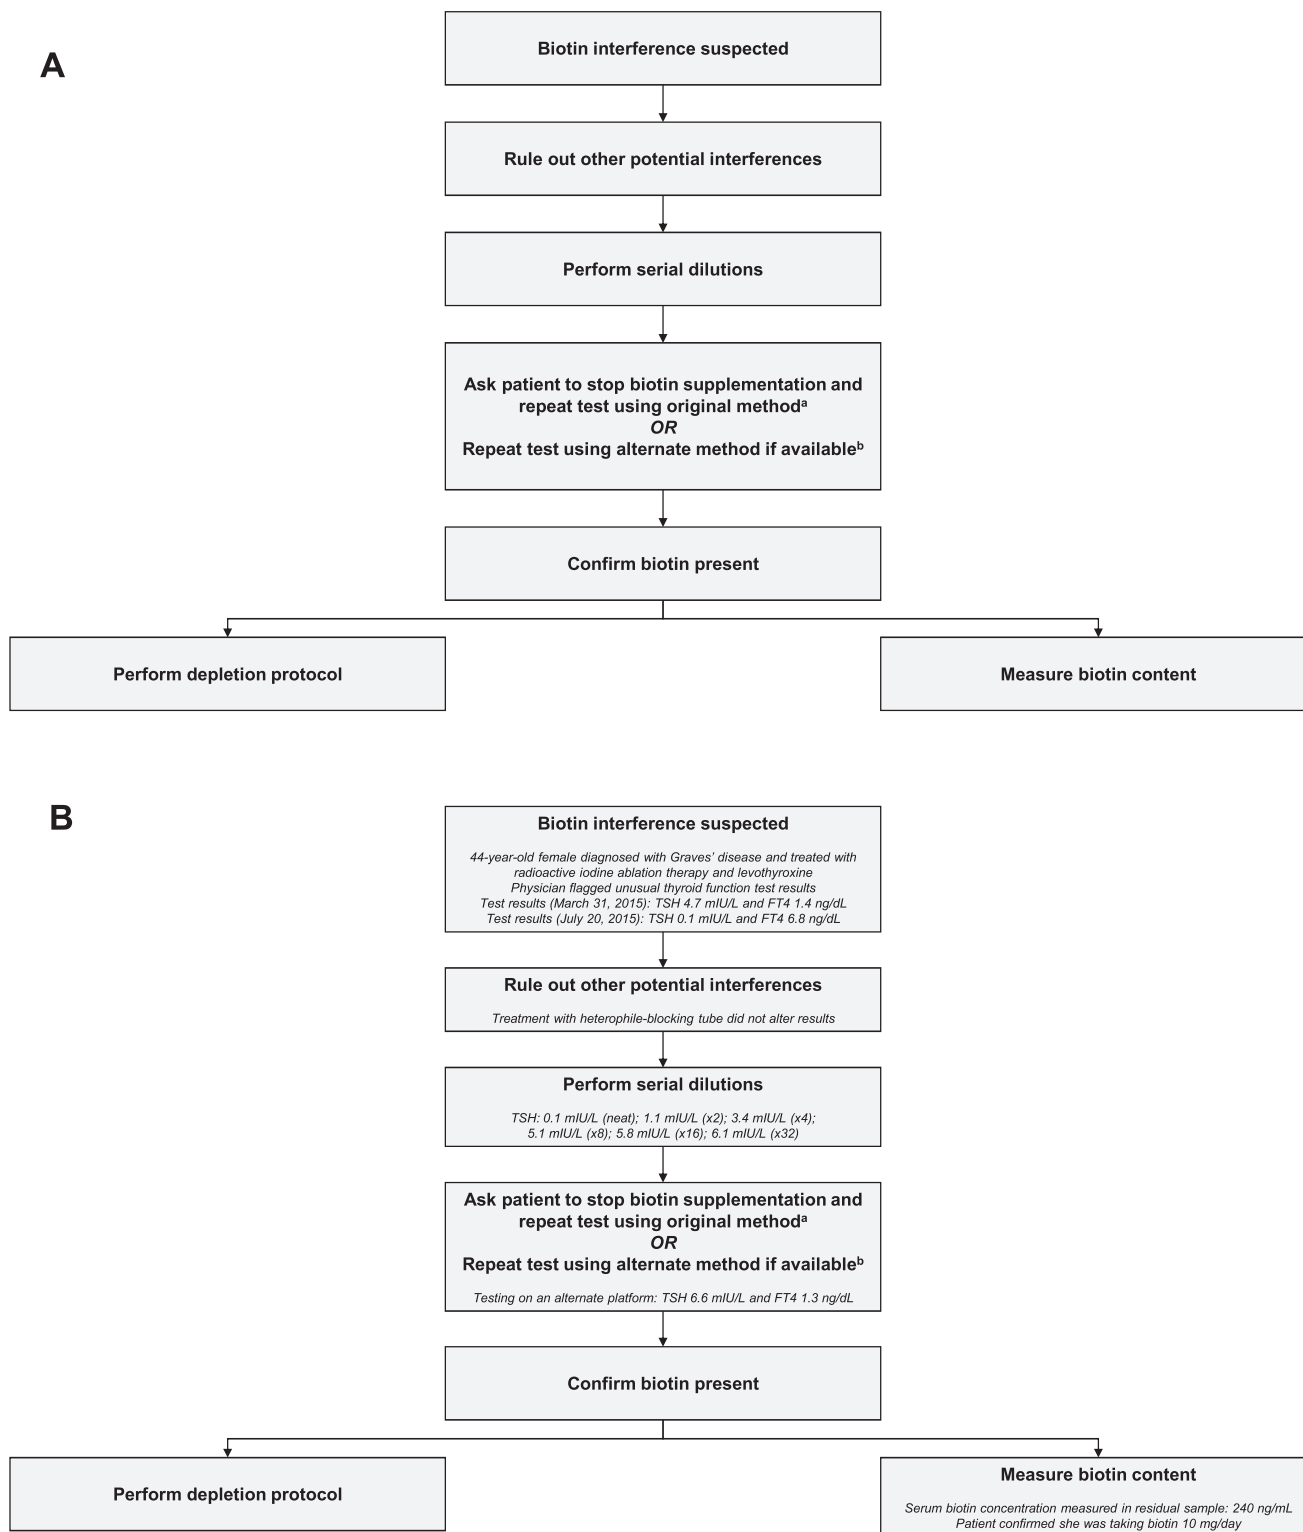 A
Biotin interference suspected
Rule out other potential interferences
Perform serial dilutions
Ask patient to stop biotin supplementation and
repeat test using original methodᵃ
OR
Repeat test using alternate method if availableᵇ
Confirm biotin present
Perform depletion protocol
Measure biotin content
B
Biotin interference suspected
44-year-old female diagnosed with Graves’ disease and treated with
radioactive iodine ablation therapy and levothyroxine
Physician flagged unusual thyroid function test results
Test results (March 31, 2015): TSH 4.7 mIU/L and FT4 1.4 ng/dL
Test results (July 20, 2015): TSH 0.1 mIU/L and FT4 6.8 ng/dL
Rule out other potential interferences
Treatment with heterophile-blocking tube did not alter results
Perform serial dilutions
TSH: 0.1 mIU/L (neat); 1.1 mIU/L (x2); 3.4 mIU/L (x4);
5.1 mIU/L (x8); 5.8 mIU/L (x16); 6.1 mIU/L (x32)
Ask patient to stop biotin supplementation and
repeat test using original methodᵃ
OR
Repeat test using alternate method if availableᵇ
Testing on an alternate platform: TSH 6.6 mIU/L and FT4 1.3 ng/dL
Confirm biotin present
Perform depletion protocol
Measure biotin content
Serum biotin concentration measured in residual sample: 240 ng/mL
Patient confirmed she was taking biotin 10 mg/day